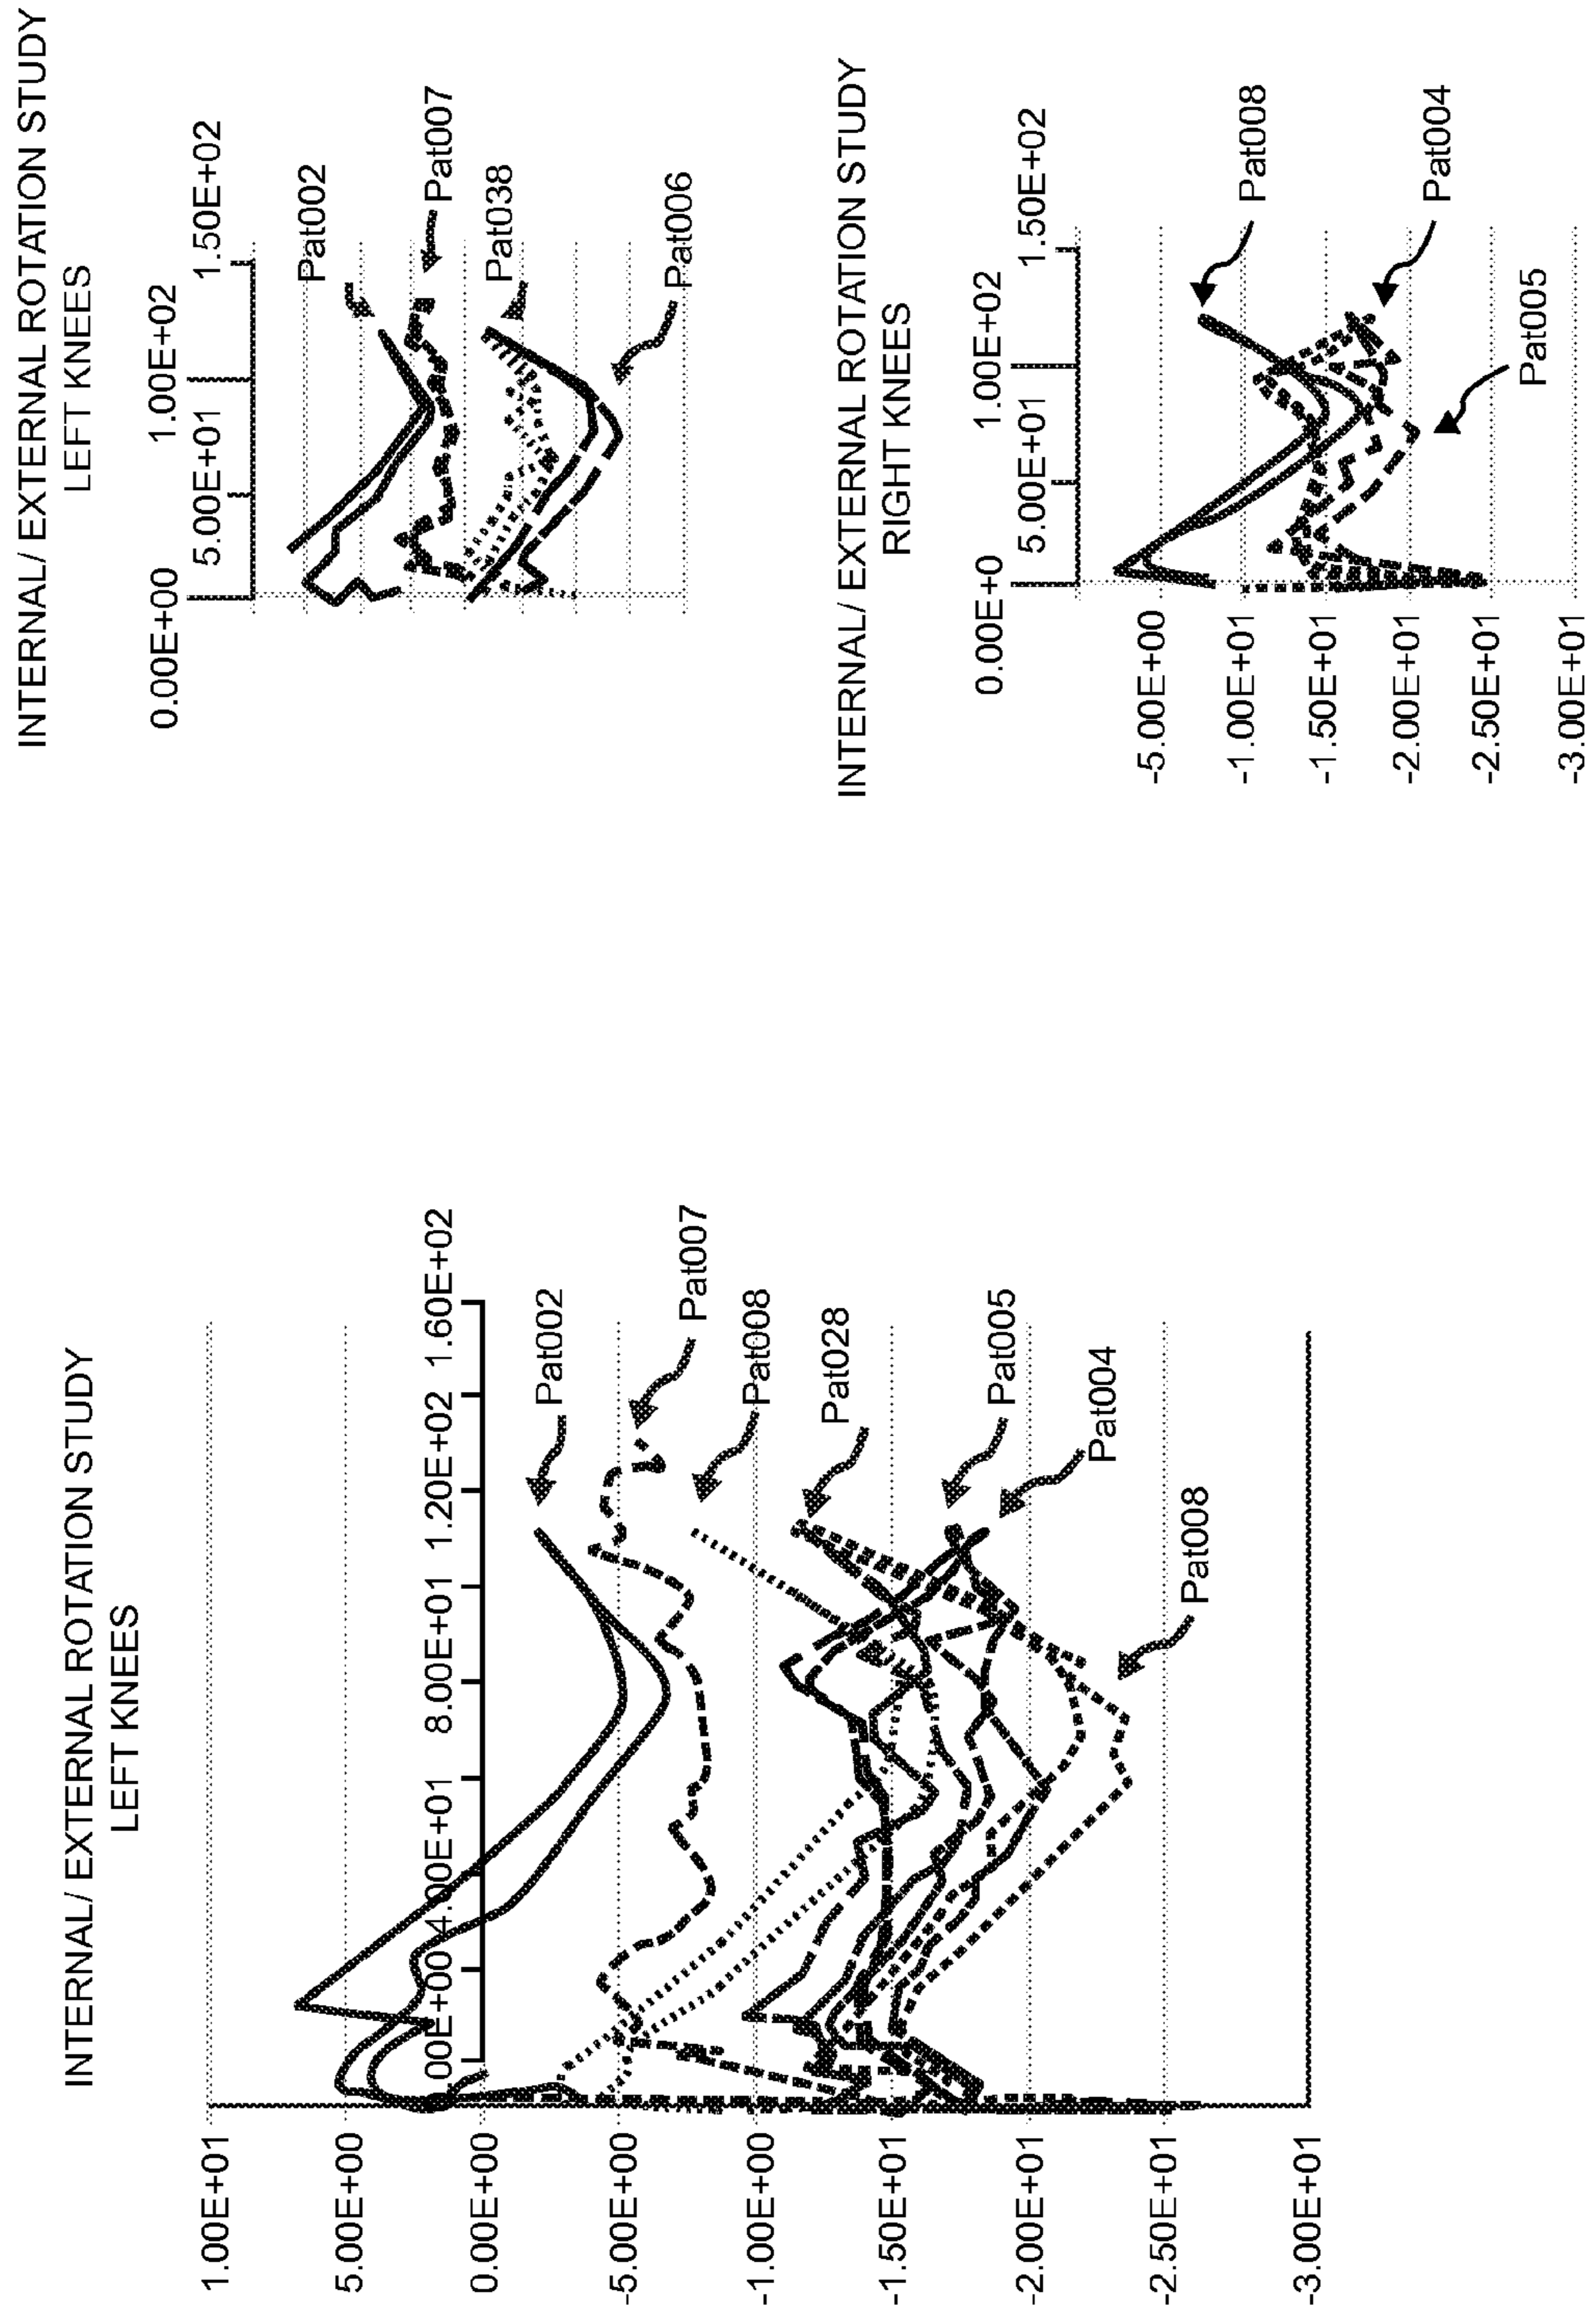 INTERNAL/ EXTERNAL ROTATION STUDY
LEFT KNEES
1.00E+01
5.00E+00
0.00E+00
-5.00E+00
-1.00E+00
-1.50E+01
-2.00E+01
-2.50E+01
-3.00E+01
00E+00 4.00E+01 8.00E+01 1.20E+02 1.60E+02
Pat002
Pat007
Pat008
Pat028
Pat005
Pat004
Pat008
INTERNAL/ EXTERNAL ROTATION STUDY
LEFT KNEES
0.00E+00 5.00E+01 1.00E+02 1.50E+02
Pat002
Pat007
Pat038
Pat006
INTERNAL/ EXTERNAL ROTATION STUDY
RIGHT KNEES
0.00E+0 5.00E+01 1.00E+02 1.50E+02
-5.00E+00
-1.00E+01
-1.50E+01
-2.00E+01
-2.50E+01
-3.00E+01
Pat008
Pat004
Pat005